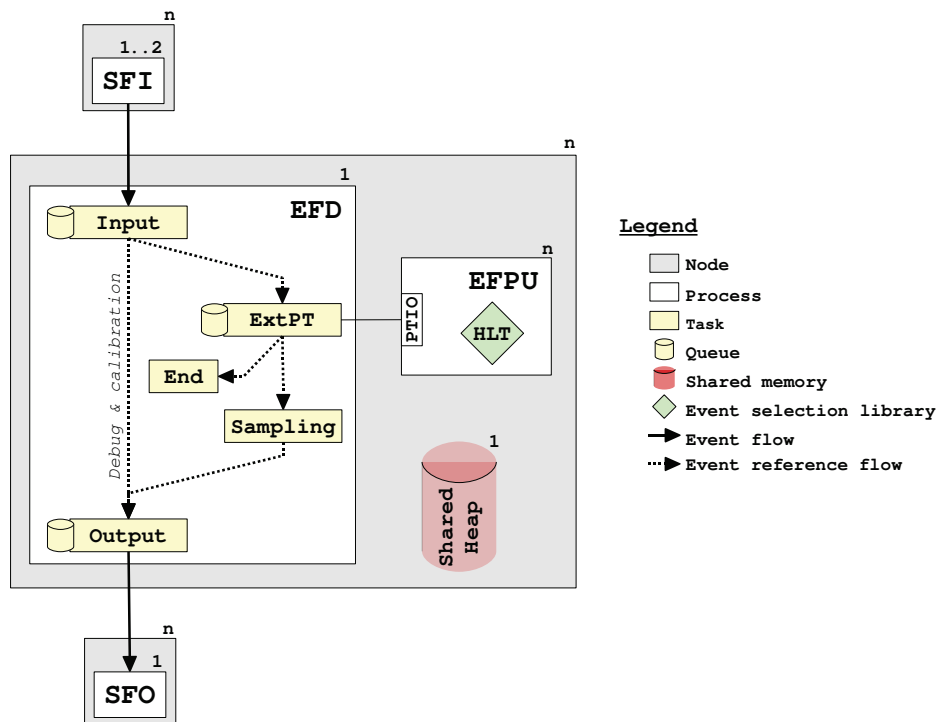 n
1..2
SFI
n
1
EFD
Input
Debug & calibration
ExtPT
End
Sampling
Output
n
EFPU
PTIO
HLT
1
Shared
Heap
n
1
SFO
Legend
Node
Process
Task
Queue
Shared memory
Event selection library
Event flow
Event reference flow